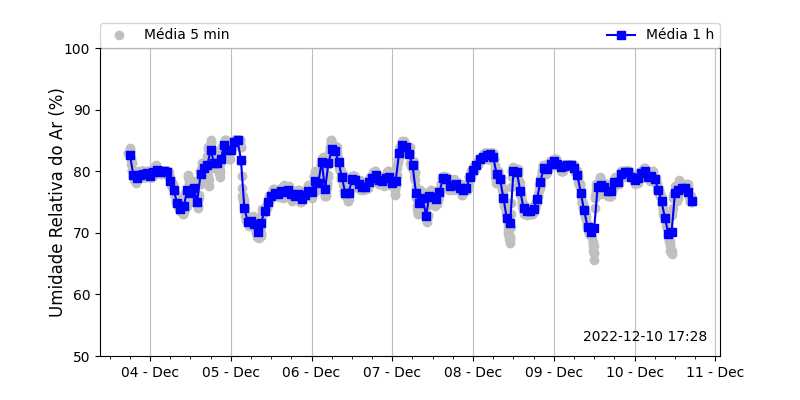 Média 5 min
Média 1 h
Umidade Relativa do Ar (%)
100
90
80
70
60
50
2022-12-10 17:28
04 - Dec
05 - Dec
06 - Dec
07 - Dec
08 - Dec
09 - Dec
10 - Dec
11 - Dec